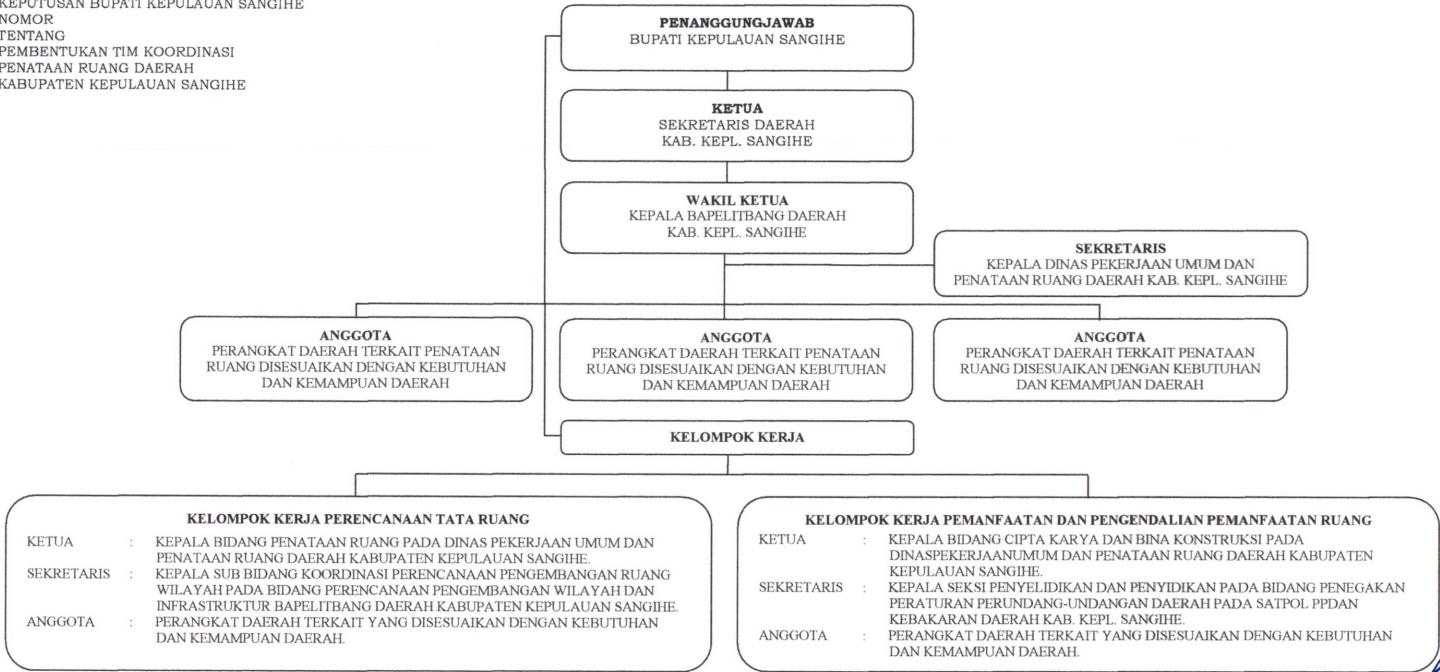 KEPUTUSAN BUPATI KEPULAUAN SANGIHE
NOMOR
TENTANG
PEMBENTUKAN TIM KOORDINASI
PENATAAN RUANG DAERAH
KABUPATEN KEPULAUAN SANGIHE
PENANGGUNGJAWAB
BUPATI KEPULAUAN SANGIHE
KETUA
SEKRETARIS DAERAH
KAB. KEPL. SANGIHE
WAKIL KETUA
KEPALA BAPELITBANG DAERAH
KAB. KEPL. SANGIHE
SEKRETARIS
KEPALA DINAS PEKERJAAN UMUM DAN
PENATAAN RUANG DAERAH KAB. KEPL. SANGIHE
ANGGOTA
PERANGKAT DAERAH TERKAIT PENATAAN
RUANG DISESUAIKAN DENGAN KEBUTUHAN
DAN KEMAMPUAN DAERAH
ANGGOTA
PERANGKAT DAERAH TERKAIT PENATAAN
RUANG DISESUAIKAN DENGAN KEBUTUHAN
DAN KEMAMPUAN DAERAH
ANGGOTA
PERANGKAT DAERAH TERKAIT PENATAAN
RUANG DISESUAIKAN DENGAN KEBUTUHAN
DAN KEMAMPUAN DAERAH
KELOMPOK KERJA
KELOMPOK KERJA PERENCANAAN TATA RUANG
KETUA : KEPALA BIDANG PENATAAN RUANG PADA DINAS PEKERJAAN UMUM DAN
PENATAAN RUANG DAERAH KABUPATEN KEPULAUAN SANGIHE.
SEKRETARIS : KEPALA SUB BIDANG KOORDINASI PERENCANAAN PENGEMBANGAN RUANG
WILAYAH PADA BIDANG PERENCANAAN PENGEMBANGAN WILAYAH DAN
INFRASTRUKTUR BAPELITBANG DAERAH KABUPATEN KEPULAUAN SANGIHE.
ANGGOTA : PERANGKAT DAERAH TERKAIT YANG DISESUAIKAN DENGAN KEBUTUHAN
DAN KEMAMPUAN DAERAH.
KELOMPOK KERJA PEMANFAATAN DAN PENGENDALIAN PEMANFAATAN RUANG
KETUA : KEPALA BIDANG CIPTA KARYA DAN BINA KONSTRUKSI PADA
DINASPEKERJAANUMUM DAN PENATAAN RUANG DAERAH KABUPATEN
KEPULAUAN SANGIHE.
SEKRETARIS : KEPALA SEKSI PENYELIDIKAN DAN PENYIDIKAN PADA BIDANG PENEGAKAN
PERATURAN PERUNDANG-UNDANGAN DAERAH PADA SATPOL PPDAN
KEBAKARAN DAERAH KAB. KEPL. SANGIHE.
ANGGOTA : PERANGKAT DAERAH TERKAIT YANG DISESUAIKAN DENGAN KEBUTUHAN
DAN KEMAMPUAN DAERAH.